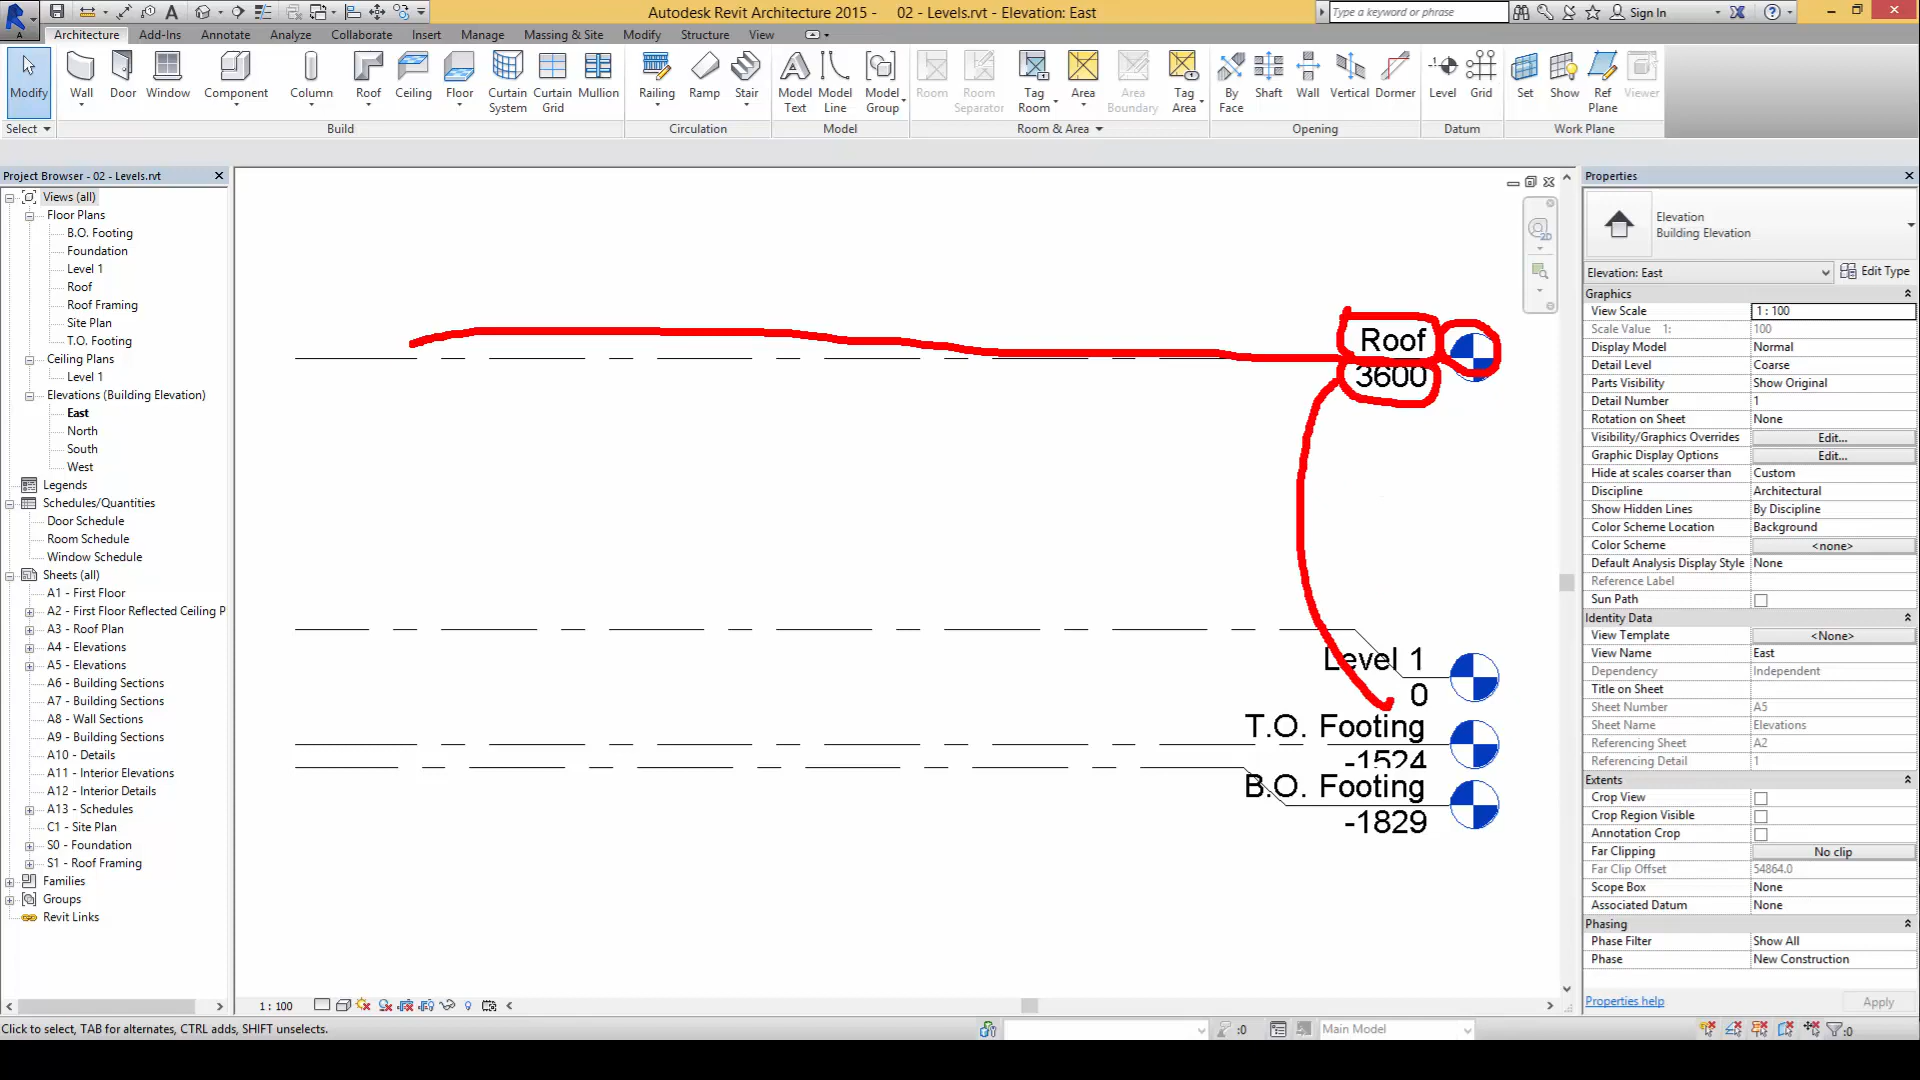 Autodesk Revit Architecture 2015 - 02 - Levels.rvt - Elevation: East
Type a keyword or phrase
Sign In
Architecture Add-Ins Annotate Analyze Collaborate Insert Manage Massing & Site Modify Structure View
Modify
Wall
Door
Window
Component
Column
Roof
Ceiling
Floor
Curtain System
Curtain Grid
Mullion
Railing
Ramp
Stair
Model Text
Model Line
Model Group
Room
Room Separator
Tag Room
Area
Area Boundary
Tag Area
By Face
Shaft
Wall
Vertical
Dormer
Level
Grid
Set
Show
Ref Plane
Viewer
Select Build Circulation Model Room & Area Opening Datum Work Plane
Project Browser - 02 - Levels.rvt
Views (all)
Floor Plans
B.O. Footing
Foundation
Level 1
Roof
Roof Framing
Site Plan
T.O. Footing
Ceiling Plans
Level 1
Elevations (Building Elevation)
East
North
South
West
Legends
Schedules/Quantities
Door Schedule
Room Schedule
Window Schedule
Sheets (all)
A1 - First Floor
A2 - First Floor Reflected Ceiling P
A3 - Roof Plan
A4 - Elevations
A5 - Elevations
A6 - Building Sections
A7 - Building Sections
A8 - Wall Sections
A9 - Building Sections
A10 - Details
A11 - Interior Elevations
A12 - Interior Details
A13 - Schedules
C1 - Site Plan
S0 - Foundation
S1 - Roof Framing
Families
Groups
Revit Links
Roof
3600
Level 1
0
T.O. Footing
-1524
B.O. Footing
-1829
2D
Properties
Elevation
Building Elevation
Elevation: East
Edit Type
Graphics
View Scale 1 : 100
Scale Value 1: 100
Display Model Normal
Detail Level Coarse
Parts Visibility Show Original
Detail Number 1
Rotation on Sheet None
Visibility/Graphics Overrides Edit...
Graphic Display Options Edit...
Hide at scales coarser than Custom
Discipline Architectural
Show Hidden Lines By Discipline
Color Scheme Location Background
Color Scheme <none>
Default Analysis Display Style None
Reference Label
Sun Path
Identity Data
View Template <None>
View Name East
Dependency Independent
Title on Sheet
Sheet Number A5
Sheet Name Elevations
Referencing Sheet A2
Referencing Detail 1
Extents
Crop View
Crop Region Visible
Annotation Crop
Far Clipping No clip
Far Clip Offset 54864.0
Scope Box None
Associated Datum None
Phasing
Phase Filter Show All
Phase New Construction
Properties help
Apply
1 : 100
Click to select, TAB for alternates, CTRL adds, SHIFT unselects.
:0
Main Model
:0